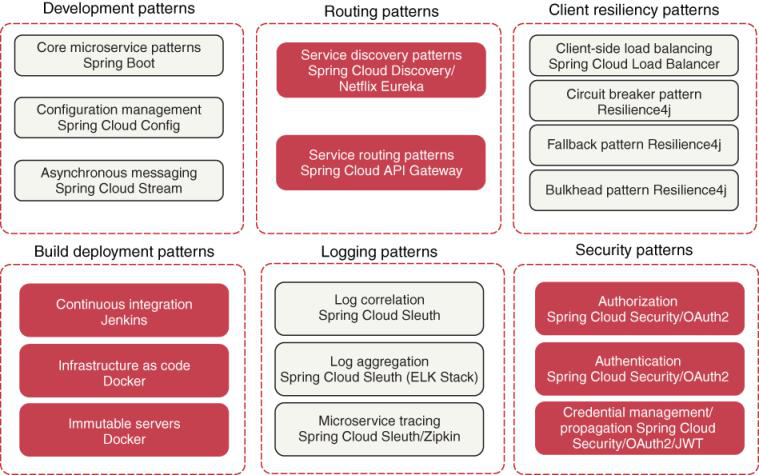 Development patterns
Core microservice patterns
Spring Boot
Configuration management
Spring Cloud Config
Asynchronous messaging
Spring Cloud Stream
Routing patterns
Service discovery patterns
Spring Cloud Discovery/
Netflix Eureka
Service routing patterns
Spring Cloud API Gateway
Client resiliency patterns
Client-side load balancing
Spring Cloud Load Balancer
Circuit breaker pattern
Resilience4j
Fallback pattern Resilience4j
Bulkhead pattern Resilience4j
Build deployment patterns
Continuous integration
Jenkins
Infrastructure as code
Docker
Immutable servers
Docker
Logging patterns
Log correlation
Spring Cloud Sleuth
Log aggregation
Spring Cloud Sleuth (ELK Stack)
Microservice tracing
Spring Cloud Sleuth/Zipkin
Security patterns
Authorization
Spring Cloud Security/OAuth2
Authentication
Spring Cloud Security/OAuth2
Credential management/
propagation Spring Cloud
Security/OAuth2/JWT